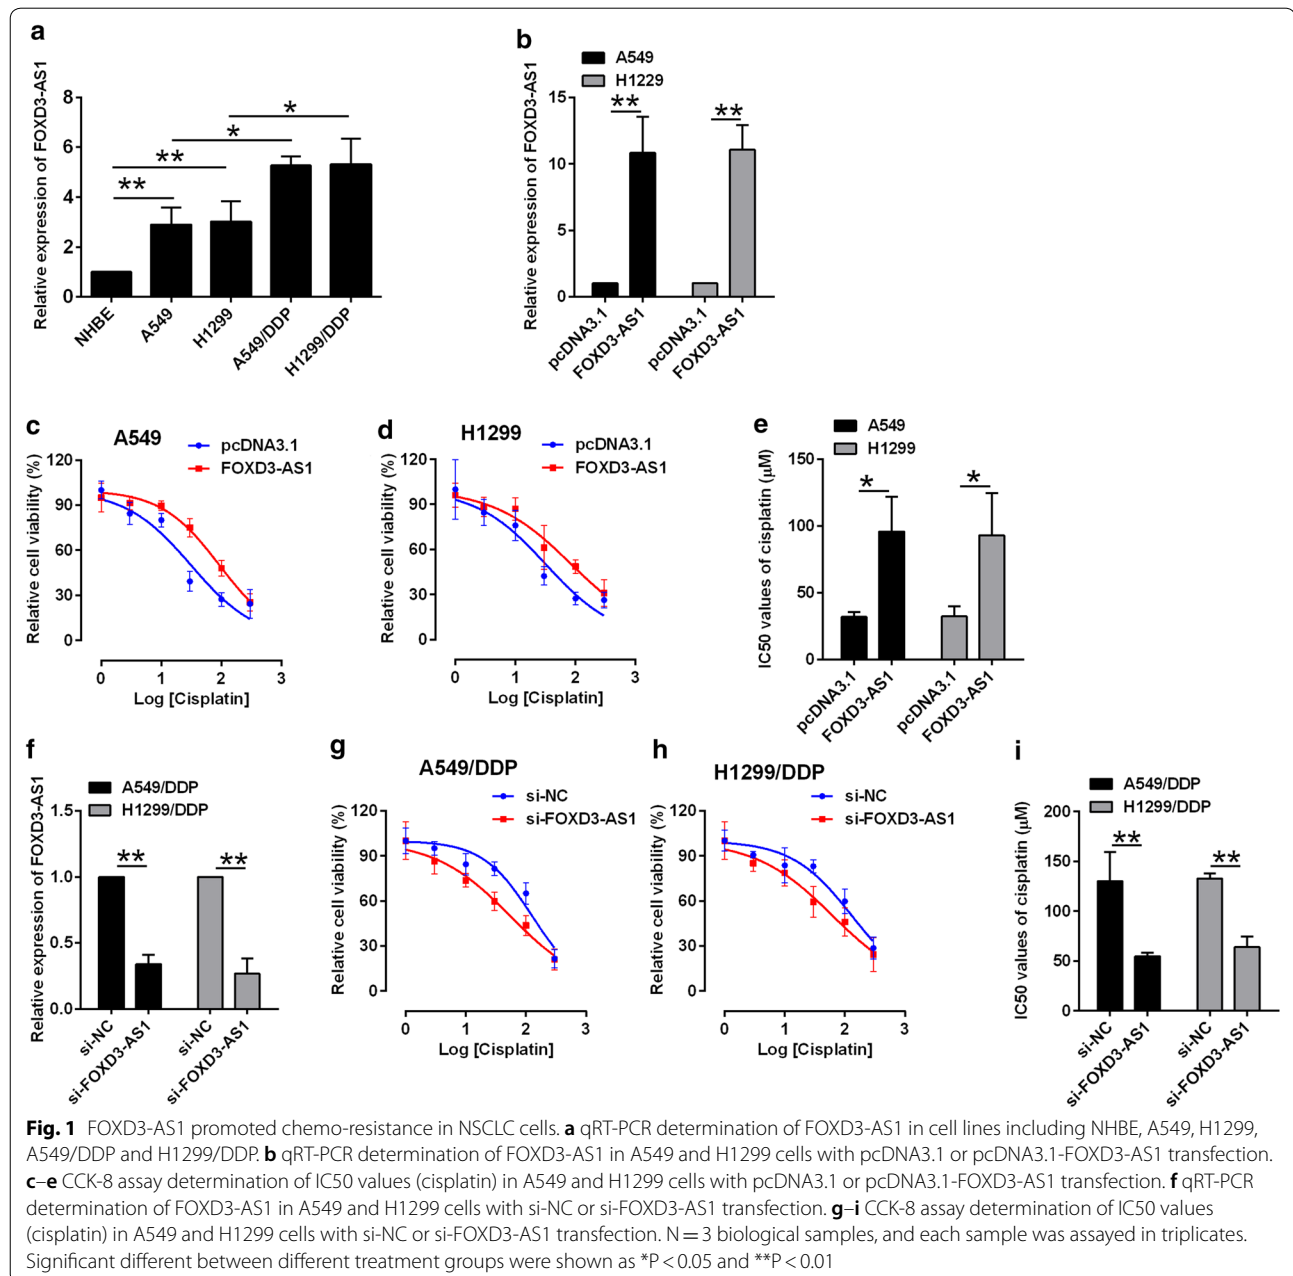 a
Relative expression of FOXD3-AS1
8
6
4
2
0
**
**
*
*
NHBE
A549
H1299
A549/DDP
H1299/DDP
b
A549
H1229
Relative expression of FOXD3-AS1
15
10
5
0
**
**
pcDNA3.1
FOXD3-AS1
pcDNA3.1
FOXD3-AS1
c
A549
pcDNA3.1
FOXD3-AS1
Relative cell viability (%)
120
90
60
30
0
0 1 2 3
Log [Cisplatin]
d
H1299
pcDNA3.1
FOXD3-AS1
Relative cell viability (%)
120
90
60
30
0
0 1 2 3
Log [Cisplatin]
e
A549
H1299
IC50 values of cisplatin (μM)
150
100
50
0
*
*
pcDNA3.1
FOXD3-AS1
pcDNA3.1
FOXD3-AS1
f
A549/DDP
H1299/DDP
Relative expression of FOXD3-AS1
1.5
1.0
0.5
0.0
**
**
si-NC
si-FOXD3-AS1
si-NC
si-FOXD3-AS1
g
A549/DDP
si-NC
si-FOXD3-AS1
Relative cell viability (%)
120
90
60
30
0
0 1 2 3
Log [Cisplatin]
h
H1299/DDP
si-NC
si-FOXD3-AS1
Relative cell viability (%)
120
90
60
30
0
0 1 2 3
Log [Cisplatin]
i
A549/DDP
H1299/DDP
IC50 values of cisplatin (μM)
200
150
100
50
0
**
**
si-NC
si-FOXD3-AS1
si-NC
si-FOXD3-AS1
Fig. 1 FOXD3-AS1 promoted chemo-resistance in NSCLC cells. a qRT-PCR determination of FOXD3-AS1 in cell lines including NHBE, A549, H1299,
A549/DDP and H1299/DDP. b qRT-PCR determination of FOXD3-AS1 in A549 and H1299 cells with pcDNA3.1 or pcDNA3.1-FOXD3-AS1 transfection.
c–e CCK-8 assay determination of IC50 values (cisplatin) in A549 and H1299 cells with pcDNA3.1 or pcDNA3.1-FOXD3-AS1 transfection. f qRT-PCR
determination of FOXD3-AS1 in A549 and H1299 cells with si-NC or si-FOXD3-AS1 transfection. g–i CCK-8 assay determination of IC50 values
(cisplatin) in A549 and H1299 cells with si-NC or si-FOXD3-AS1 transfection. N = 3 biological samples, and each sample was assayed in triplicates.
Significant different between different treatment groups were shown as *P < 0.05 and **P < 0.01